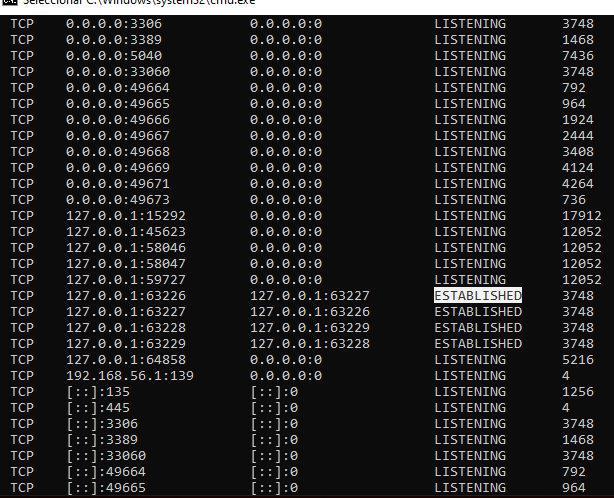 Seleccionar C:\Windows\system32\cmd.exe
TCP 0.0.0.0:3306 0.0.0.0:0 LISTENING 3748
TCP 0.0.0.0:3389 0.0.0.0:0 LISTENING 1468
TCP 0.0.0.0:5040 0.0.0.0:0 LISTENING 7436
TCP 0.0.0.0:33060 0.0.0.0:0 LISTENING 3748
TCP 0.0.0.0:49664 0.0.0.0:0 LISTENING 792
TCP 0.0.0.0:49665 0.0.0.0:0 LISTENING 964
TCP 0.0.0.0:49666 0.0.0.0:0 LISTENING 1924
TCP 0.0.0.0:49667 0.0.0.0:0 LISTENING 2444
TCP 0.0.0.0:49668 0.0.0.0:0 LISTENING 3408
TCP 0.0.0.0:49669 0.0.0.0:0 LISTENING 4124
TCP 0.0.0.0:49671 0.0.0.0:0 LISTENING 4264
TCP 0.0.0.0:49673 0.0.0.0:0 LISTENING 736
TCP 127.0.0.1:15292 0.0.0.0:0 LISTENING 17912
TCP 127.0.0.1:45623 0.0.0.0:0 LISTENING 12052
TCP 127.0.0.1:58046 0.0.0.0:0 LISTENING 12052
TCP 127.0.0.1:58047 0.0.0.0:0 LISTENING 12052
TCP 127.0.0.1:59727 0.0.0.0:0 LISTENING 12052
TCP 127.0.0.1:63226 127.0.0.1:63227 ESTABLISHED 3748
TCP 127.0.0.1:63227 127.0.0.1:63226 ESTABLISHED 3748
TCP 127.0.0.1:63228 127.0.0.1:63229 ESTABLISHED 3748
TCP 127.0.0.1:63229 127.0.0.1:63228 ESTABLISHED 3748
TCP 127.0.0.1:64858 0.0.0.0:0 LISTENING 5216
TCP 192.168.56.1:139 0.0.0.0:0 LISTENING 4
TCP [::]:135 [::]:0 LISTENING 1256
TCP [::]:445 [::]:0 LISTENING 4
TCP [::]:3306 [::]:0 LISTENING 3748
TCP [::]:3389 [::]:0 LISTENING 1468
TCP [::]:33060 [::]:0 LISTENING 3748
TCP [::]:49664 [::]:0 LISTENING 792
TCP [::]:49665 [::]:0 LISTENING 964